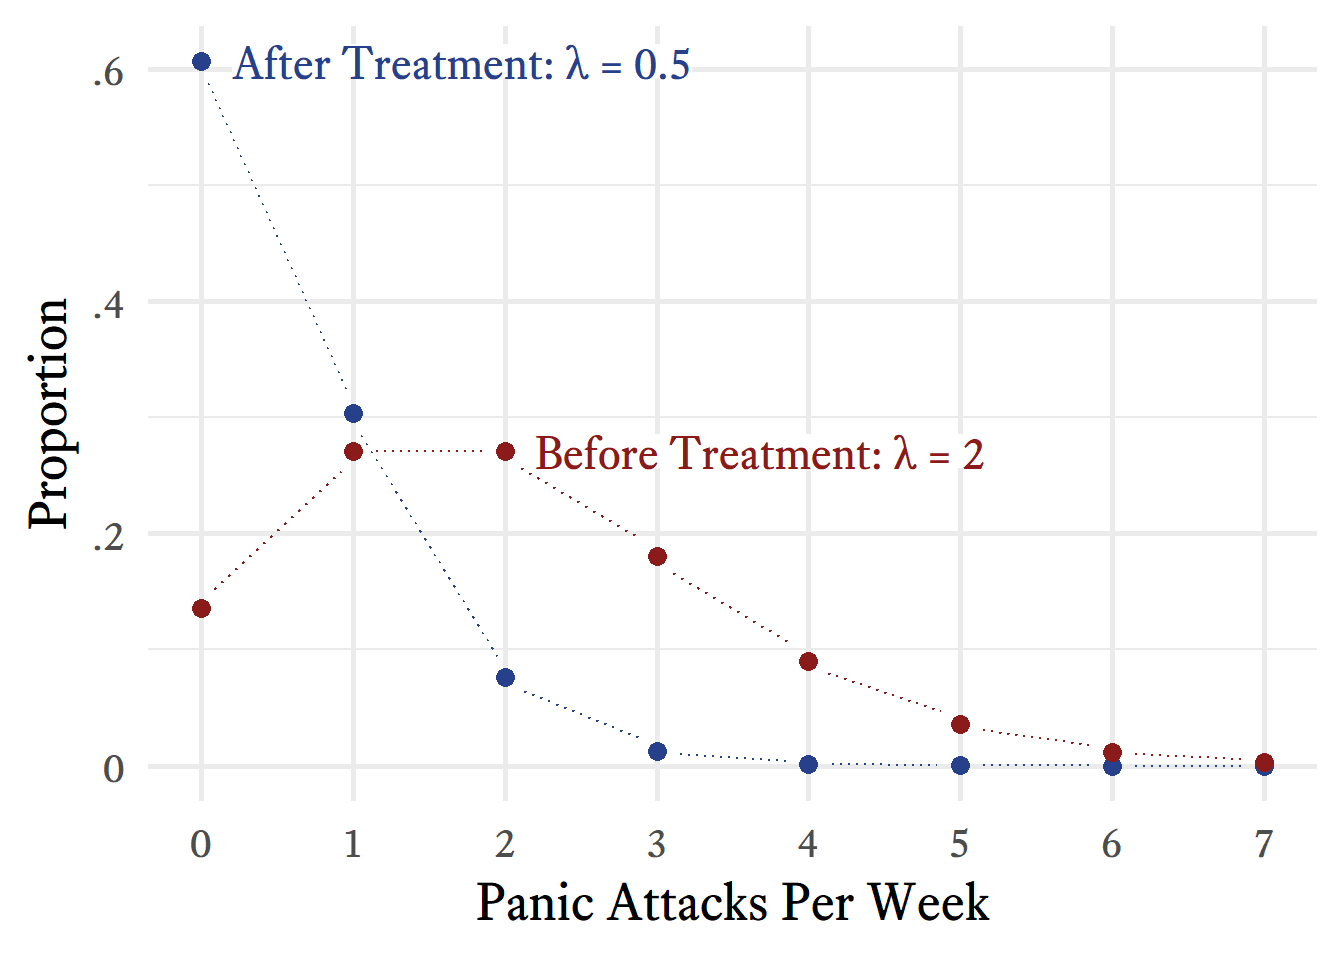 .6
After Treatment: λ = 0.5
.4
Before Treatment: λ = 2
.2
0
Proportion
0 1 2 3 4 5 6 7
Panic Attacks Per Week